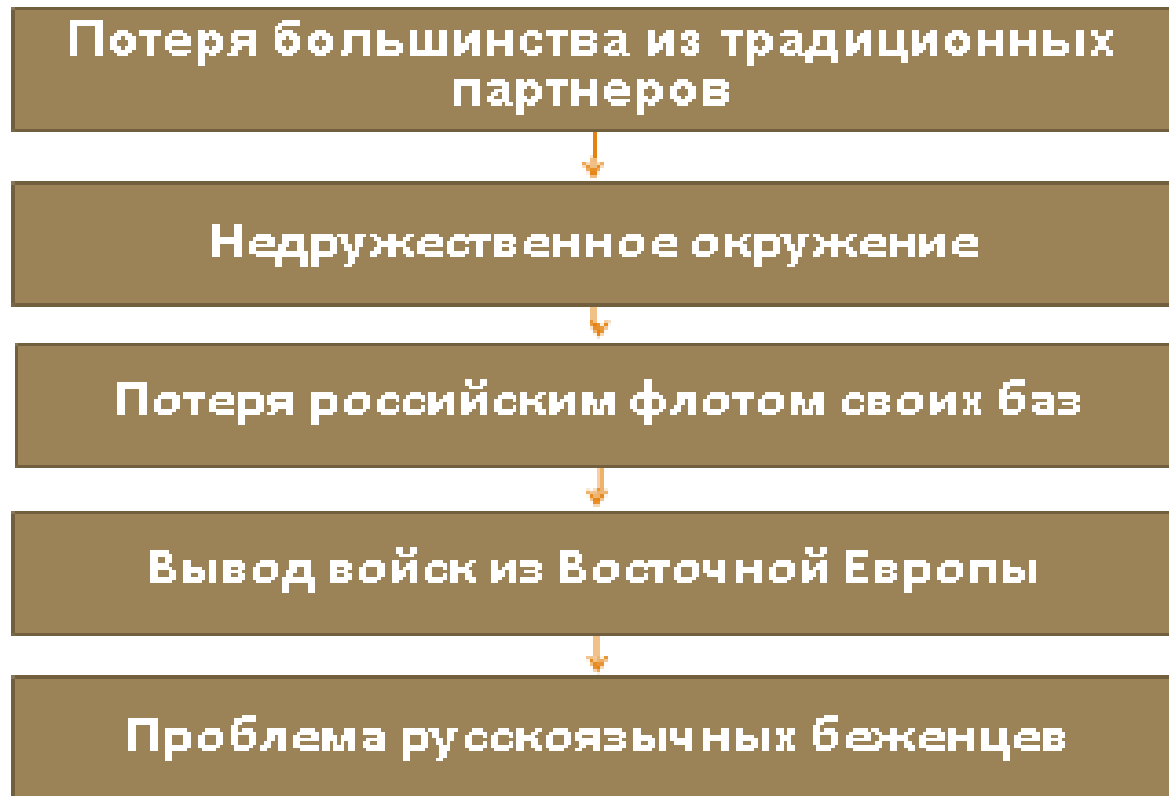 Потеря большинства из традиционных
партнеров
Недружественное окружение
Потеря российским флотом своих баз
Вывод войск из Восточной Европы
Проблема русскоязычных беженцев